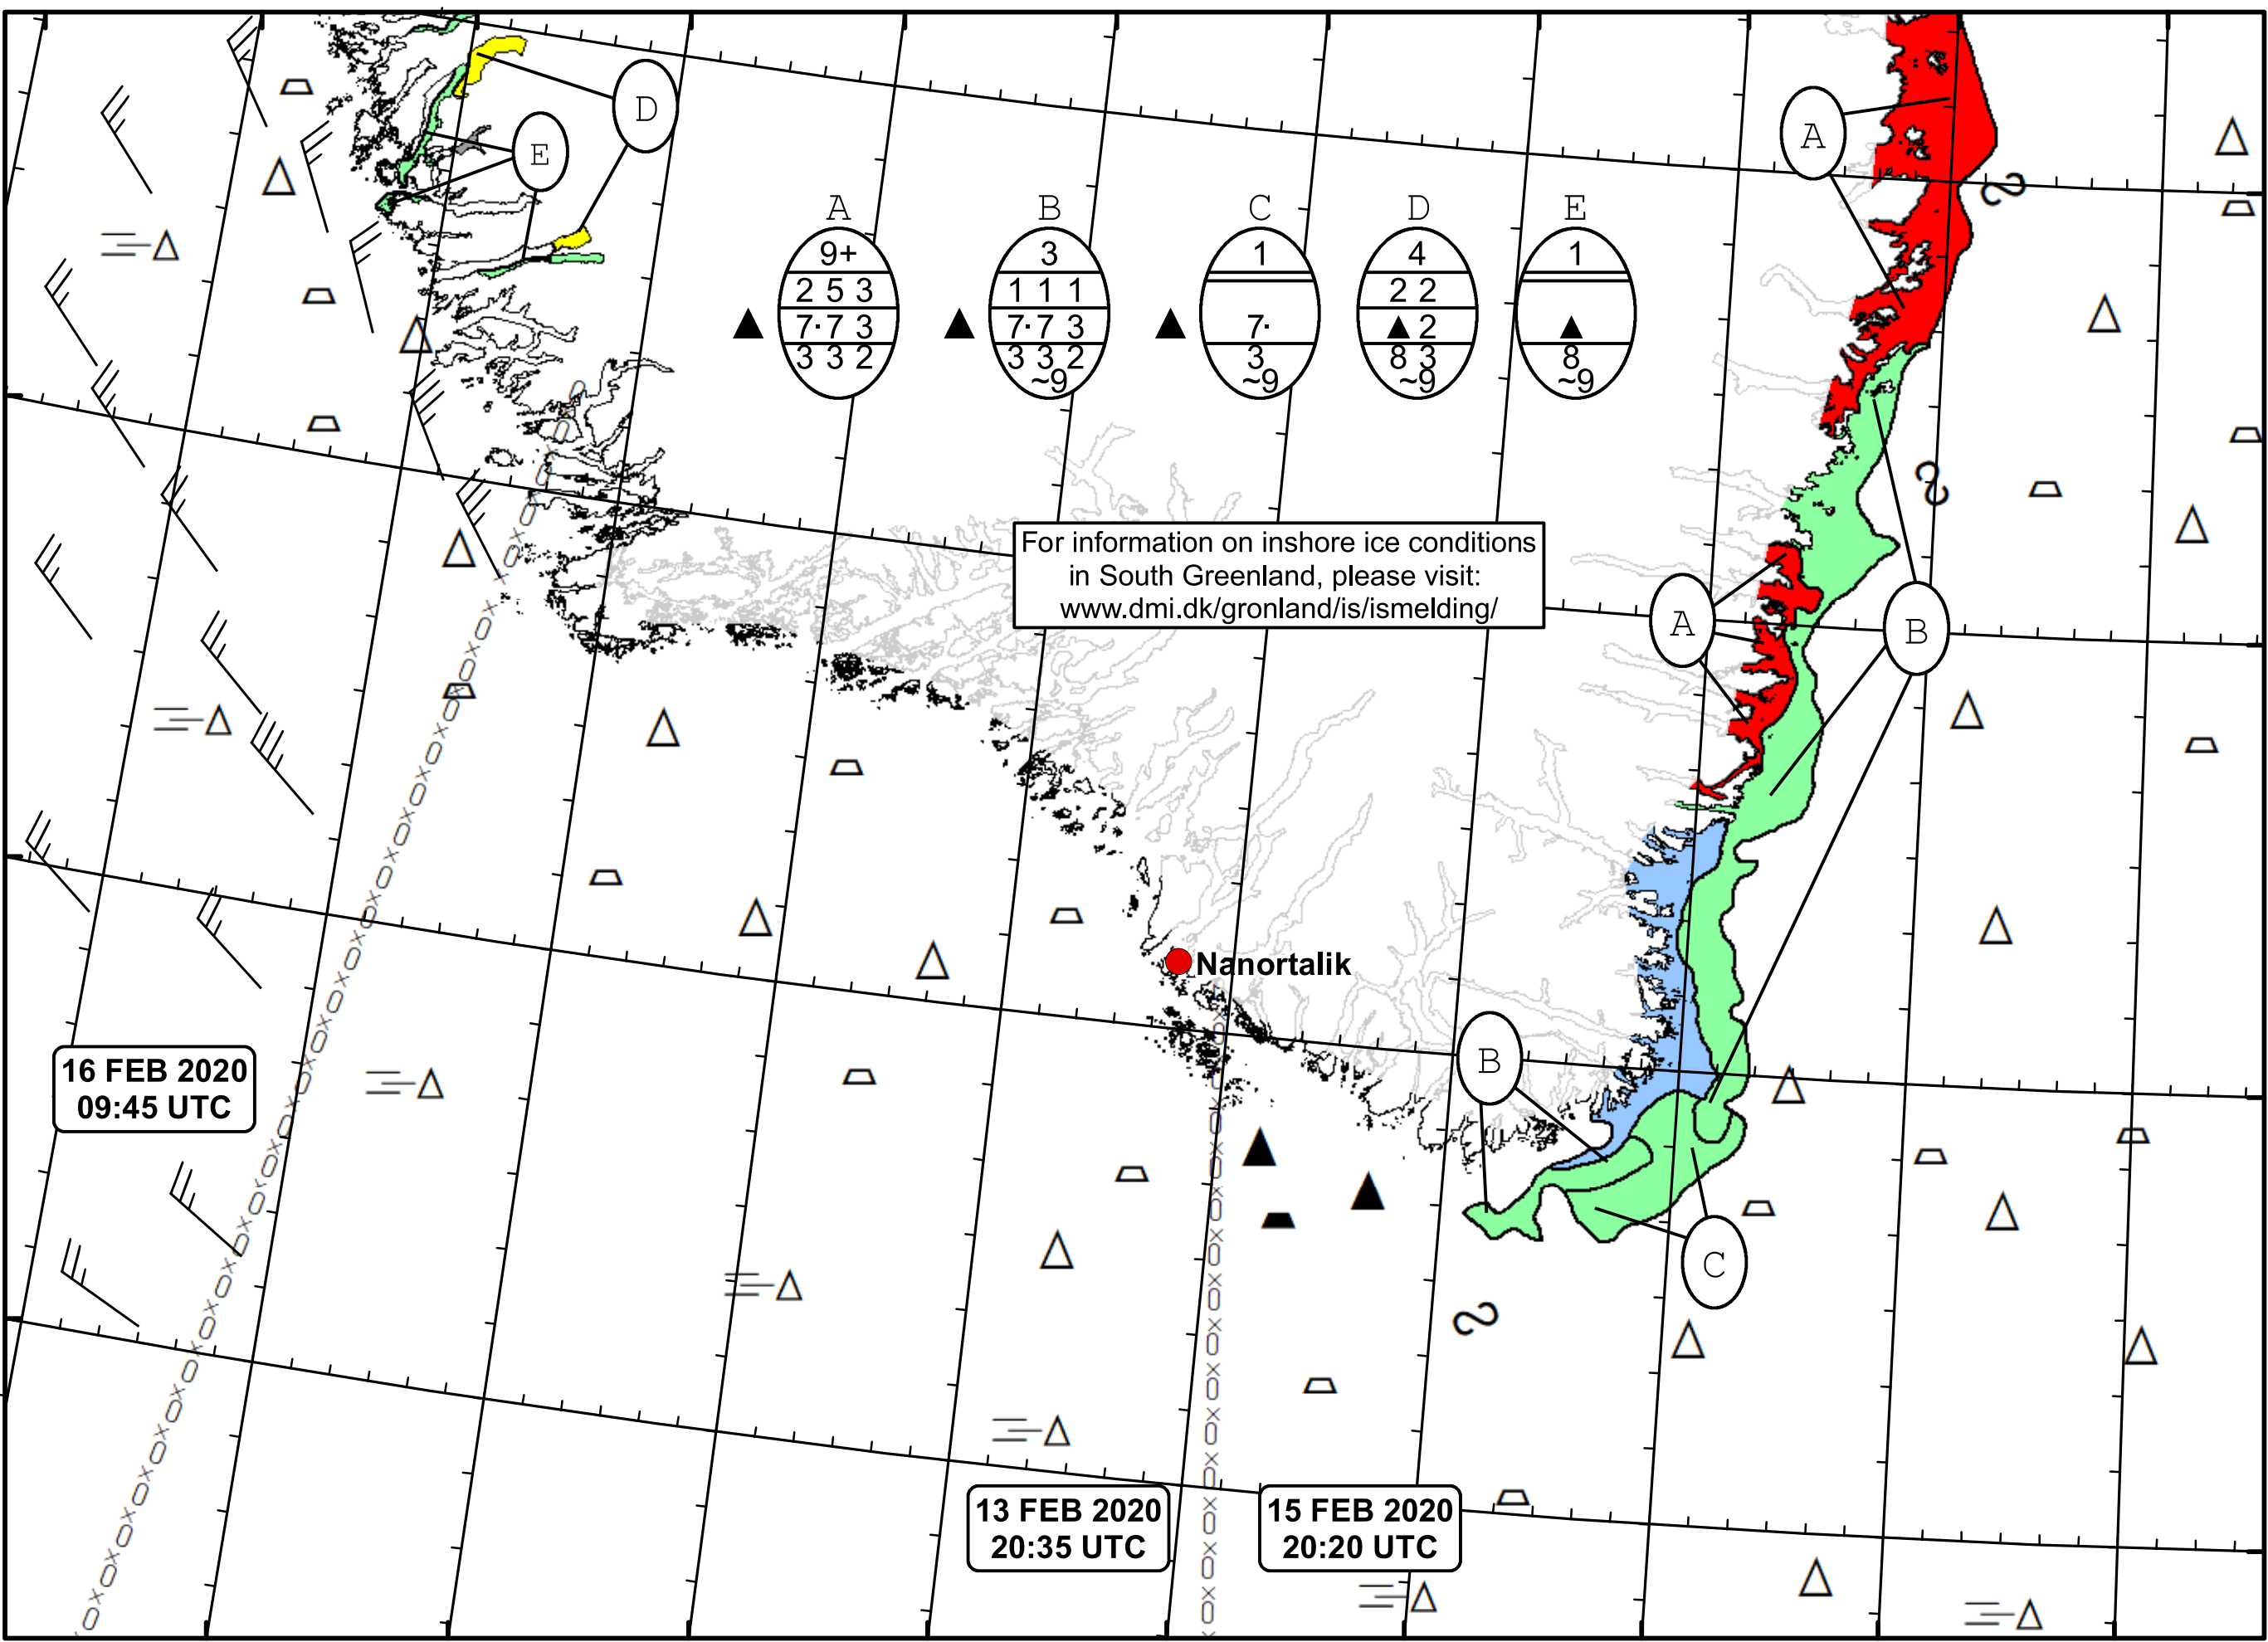 D
E
A
A B C D E
9+ 3 1 4 1
2 5 3 1 1 1 2 2
7· 7 3 7· 7 3 7· ▲ 2 ▲
3 3 2 3 3 2 3 8 3 8
~9 ~9 ~9 ~9
For information on inshore ice conditions
in South Greenland, please visit:
www.dmi.dk/gronland/is/ismelding/
A
B
Nanortalik
B
16 FEB 2020
09:45 UTC
C
13 FEB 2020
20:35 UTC
15 FEB 2020
20:20 UTC